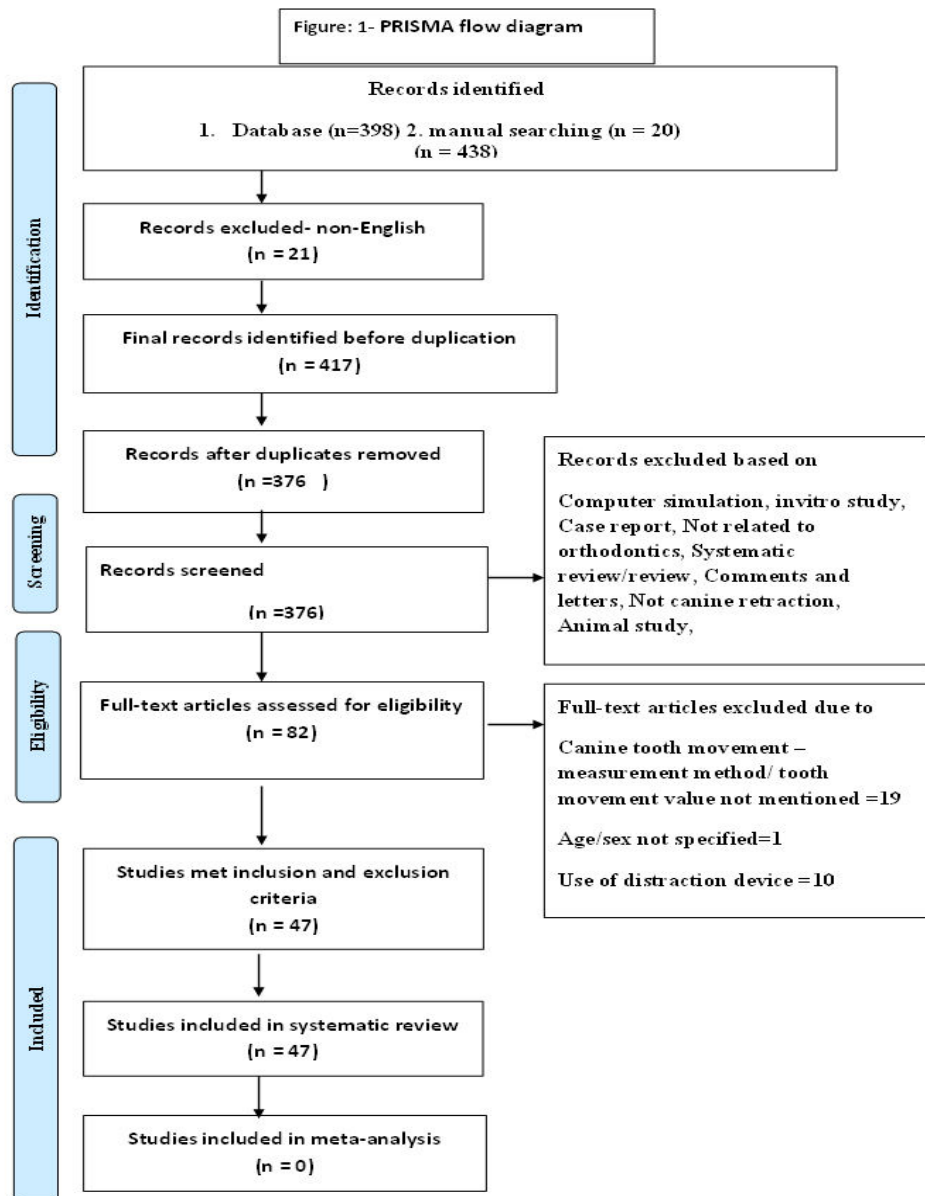 Figure: 1- PRISMA flow diagram
Records identified
1. Database (n=398) 2. manual searching (n = 20)
(n = 438)
Identification
Records excluded- non-English
(n = 21)
Final records identified before duplication
(n = 417)
Records after duplicates removed
(n =376 )
Screening
Records screened
(n =376)
Records excluded based on
Computer simulation, invitro study,
Case report, Not related to
orthodontics, Systematic
review/review, Comments and
letters, Not canine retraction,
Animal study,
Eligibility
Full-text articles assessed for eligibility
(n = 82)
Full-text articles excluded due to
Canine tooth movement –
measurement method/ tooth
movement value not mentioned =19
Age/sex not specified=1
Use of distraction device =10
Included
Studies met inclusion and exclusion
criteria
(n = 47)
Studies included in systematic review
(n = 47)
Studies included in meta-analysis
(n = 0)